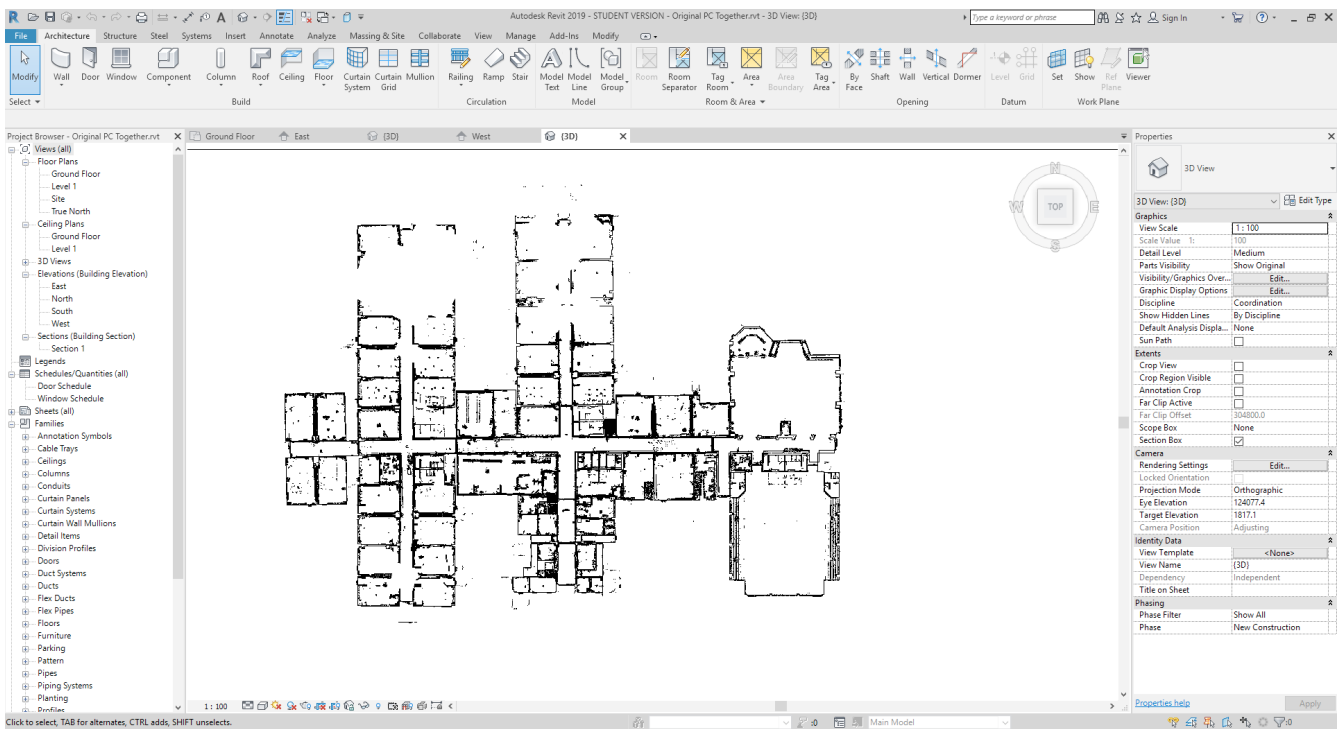 Autodesk Revit 2019 - STUDENT VERSION - Original PC Together.rvt - 3D View: {3D}
Type a keyword or phrase
Sign In
File Architecture Structure Steel Systems Insert Annotate Analyze Massing & Site Collaborate View Manage Add-Ins Modify
Modify Wall Door Window Component Column Roof Ceiling Floor Curtain System Curtain Grid Mullion Railing Ramp Stair Model Text Model Line Model Group Room Room Separator Tag Room Area Area Boundary Tag Area By Face Shaft Wall Vertical Dormer Level Grid Set Show Ref Plane Viewer
Select Build Circulation Model Room & Area Opening Datum Work Plane
Project Browser - Original PC Together.rvt
Views (all)
Floor Plans
Ground Floor
Level 1
Site
True North
Ceiling Plans
Ground Floor
Level 1
3D Views
Elevations (Building Elevation)
East
North
South
West
Sections (Building Section)
Section 1
Legends
Schedules/Quantities (all)
Door Schedule
Window Schedule
Sheets (all)
Families
Annotation Symbols
Cable Trays
Ceilings
Columns
Conduits
Curtain Panels
Curtain Systems
Curtain Wall Mullions
Detail Items
Division Profiles
Doors
Duct Systems
Ducts
Flex Ducts
Flex Pipes
Floors
Furniture
Parking
Pattern
Pipes
Piping Systems
Planting
Profiles
Ground Floor East {3D} West {3D}
N
W TOP E
S
1 : 100
Properties
3D View
3D View: {3D} Edit Type
Graphics
View Scale 1 : 100
Scale Value 1: 100
Detail Level Medium
Parts Visibility Show Original
Visibility/Graphics Over... Edit...
Graphic Display Options Edit...
Discipline Coordination
Show Hidden Lines By Discipline
Default Analysis Displa... None
Sun Path
Extents
Crop View
Crop Region Visible
Annotation Crop
Far Clip Active
Far Clip Offset 304800.0
Scope Box None
Section Box
Camera
Rendering Settings Edit...
Locked Orientation
Projection Mode Orthographic
Eye Elevation 124077.4
Target Elevation 1817.1
Camera Position Adjusting
Identity Data
View Template <None>
View Name {3D}
Dependency Independent
Title on Sheet
Phasing
Phase Filter Show All
Phase New Construction
Properties help Apply
Click to select, TAB for alternates, CTRL adds, SHIFT unselects.
:0 Main Model :0